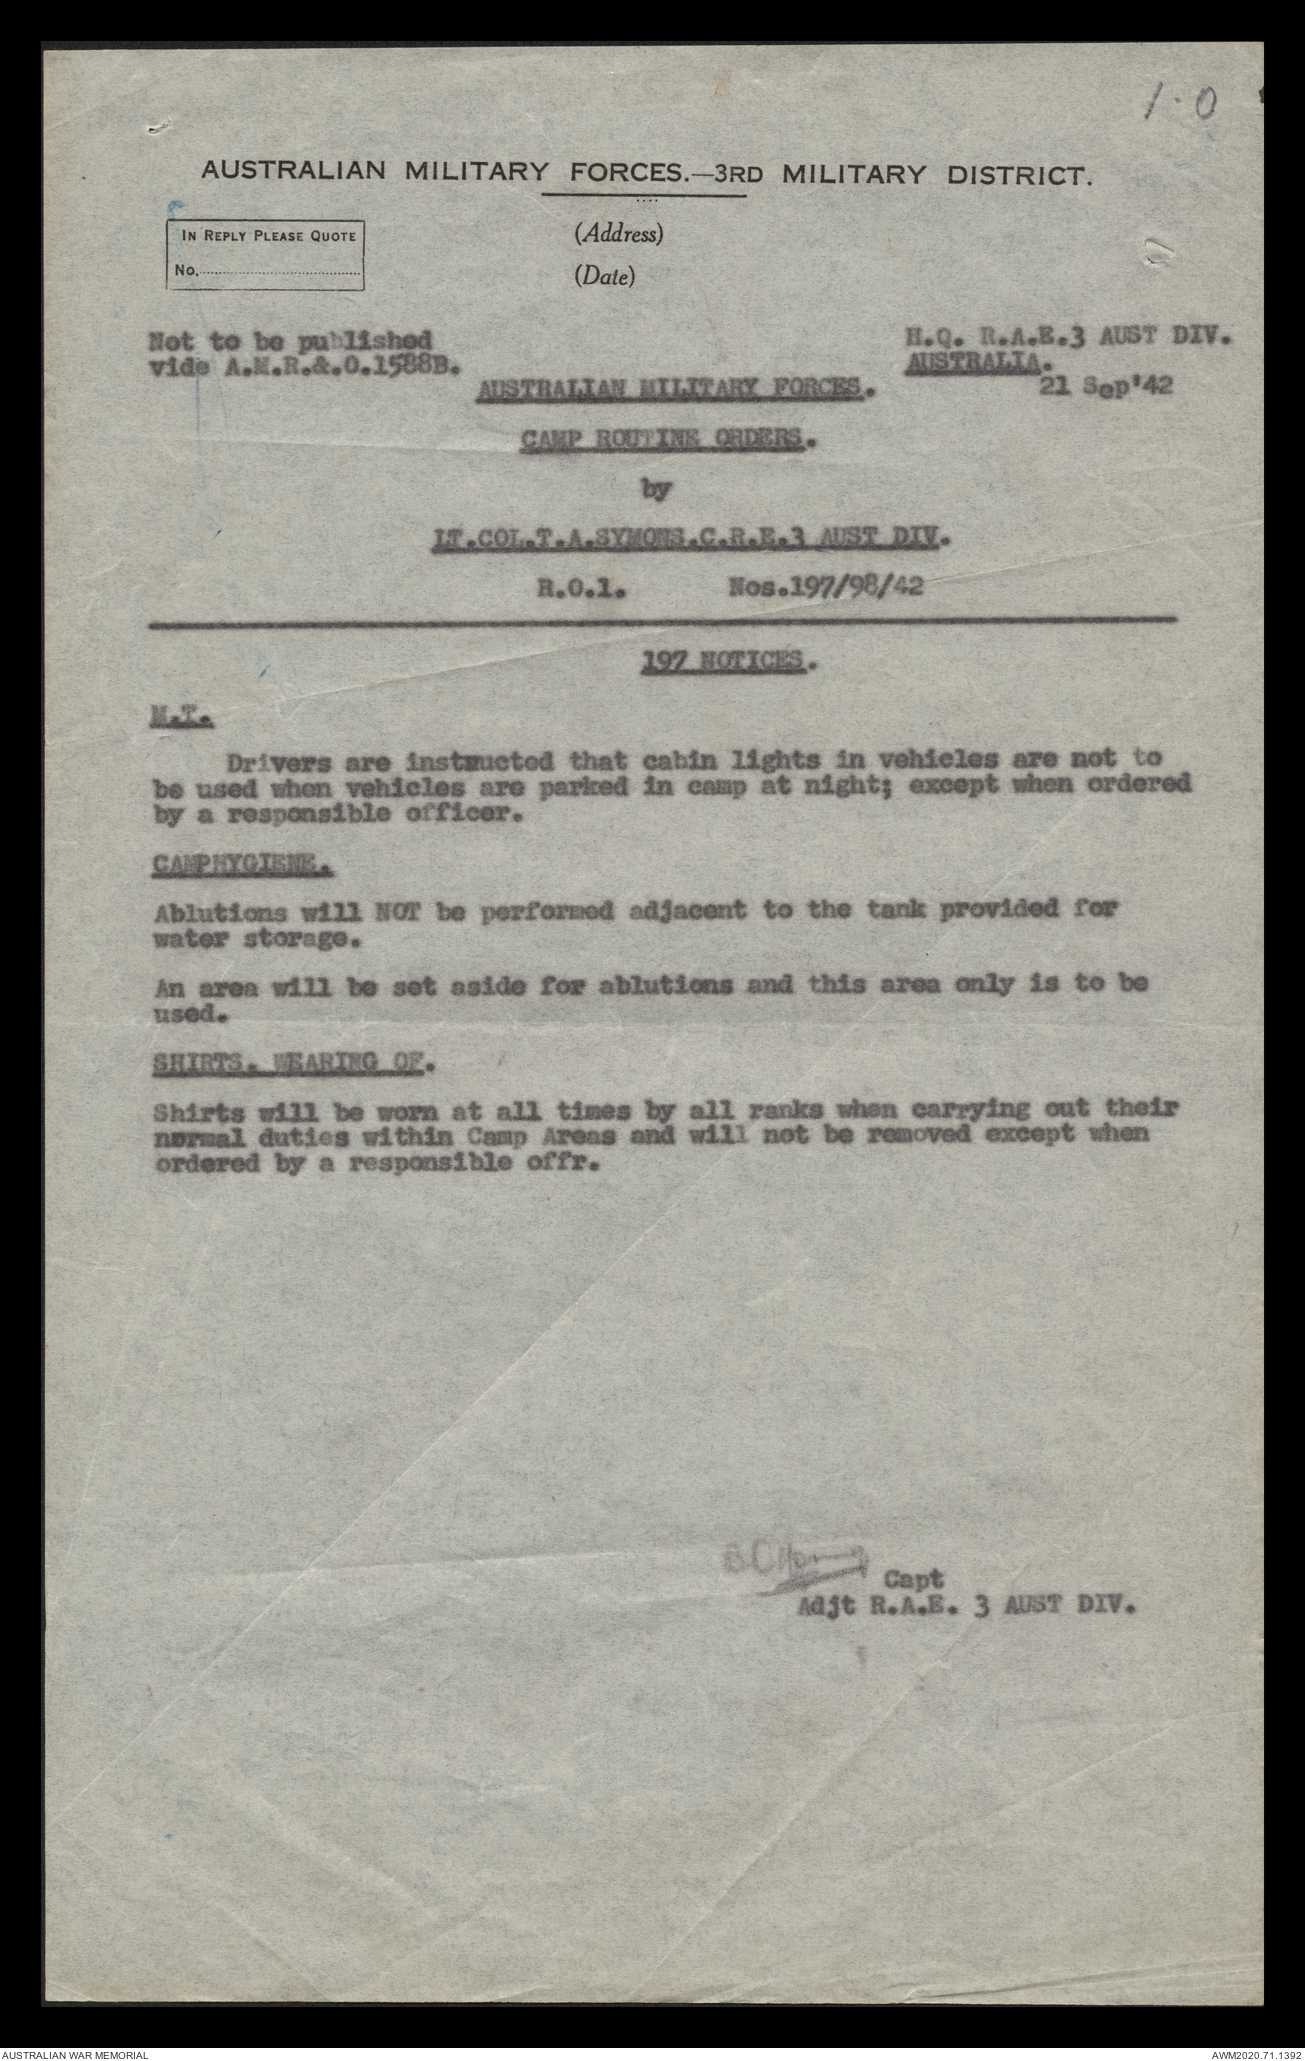 1.0
AUSTRALIAN MILITARY FORCES.—3RD MILITARY DISTRICT.
IN REPLY PLEASE QUOTE
No.
(Address)
(Date)
Not to be published
vide A.M.R.&.O.1588B.
H.Q. R.A.E.3 AUST DIV.
AUSTRALIA.
21 Sep'42
AUSTRALIAN MILITARY FORCES.
CAMP ROUTINE ORDERS.
by
LT.COL.T.A.SYMONS.C.R.E.3 AUST DIV.
R.O.1. Nos.197/98/42
197 NOTICES.
M.T.
Drivers are instructed that cabin lights in vehicles are not to
be used when vehicles are parked in camp at night; except when ordered
by a responsible officer.
CAMPHYGIENE.
Ablutions will NOT be performed adjacent to the tank provided for
water storage.
An area will be set aside for ablutions and this area only is to be
used.
SHIRTS. WEARING OF.
Shirts will be worn at all times by all ranks when carrying out their
normal duties within Camp Areas and will not be removed except when
ordered by a responsible offr.
Capt
Adjt R.A.E. 3 AUST DIV.
AUSTRALIAN WAR MEMORIAL
AWM2020.71.1392